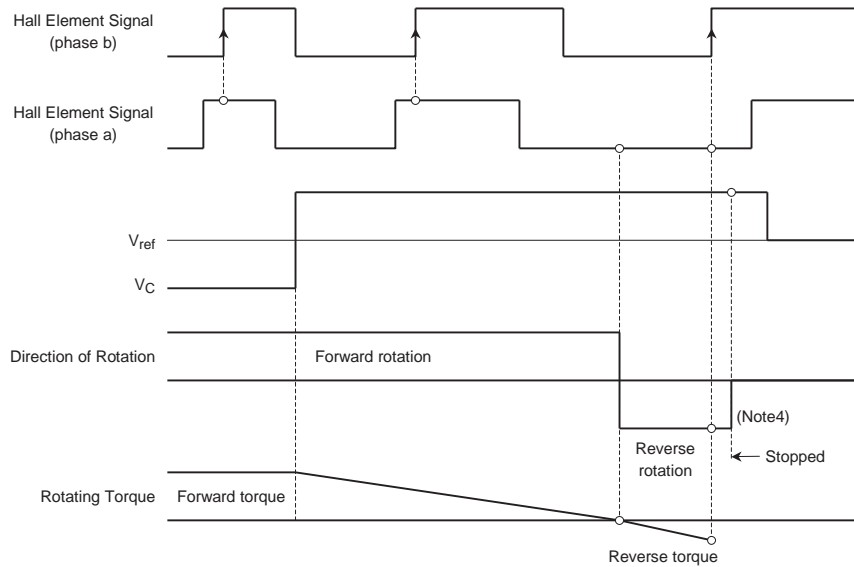 Hall Element Signal
(phase b)
Hall Element Signal
(phase a)
Vref
VC
Direction of Rotation
Forward rotation
(Note4)
Reverse
rotation
Stopped
Rotating Torque
Forward torque
Reverse torque